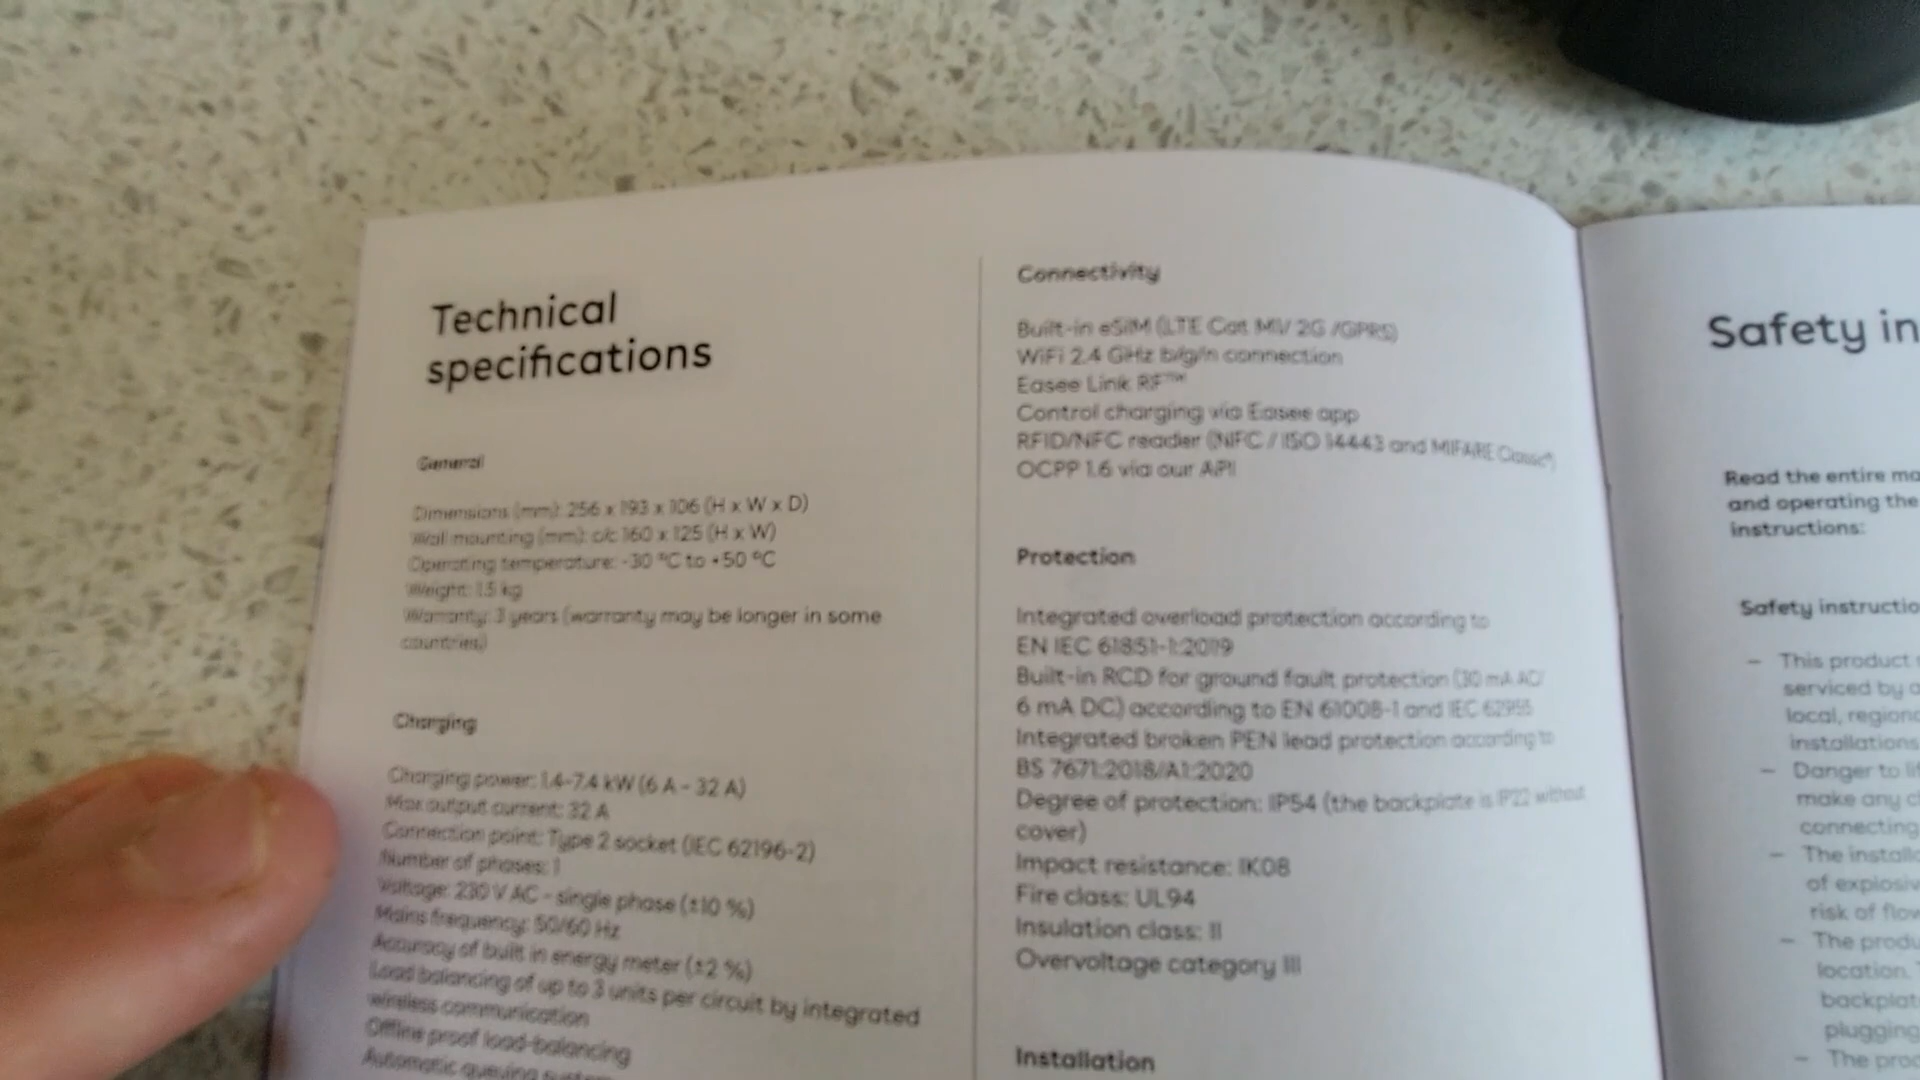 Technical
specifications
General
Dimensions (mm): 256 x 193 x 106 (H x W x D)
Wall mounting (mm): c/c 160 x 125 (H x W)
Operating temperature: -30 °C to +50 °C
Weight: 1.5 kg
Warranty: 3 years (warranty may be longer in some
countries)
Charging
Charging power: 1.4-7.4 kW (6 A - 32 A)
Max output current: 32 A
Connection point: Type 2 socket (IEC 62196-2)
Number of phases: 1
Voltage: 230 V AC - single phase (±10 %)
Mains frequency: 50/60 Hz
Accuracy of built in energy meter (±2 %)
Load balancing of up to 3 units per circuit by integrated
wireless communication
Offline proof load-balancing
Automatic queuing system
Connectivity
Built-in eSIM (LTE Cat M1/ 2G /GPRS)
WiFi 2.4 GHz b/g/n connection
Easee Link RF™
Control charging via Easee app
RFID/NFC reader (NFC / ISO 14443 and MIFARE Classic®)
OCPP 1.6 via our API
Protection
Integrated overload protection according to
EN IEC 61851-1:2019
Built-in RCD for ground fault protection (30 mA AC/
6 mA DC) according to EN 61008-1 and IEC 62955
Integrated broken PEN lead protection according to
BS 7671:2018/A1:2020
Degree of protection: IP54 (the backplate is IP22 without
cover)
Impact resistance: IK08
Fire class: UL94
Insulation class: II
Overvoltage category III
Installation
Safety in
Read the entire ma
and operating the
instructions:
Safety instructio
– This product
serviced by
local, regiona
installations
– Danger to li
make any c
connecting
– The install
of explosiv
risk of flow
– The produ
location.
backplat
plugging
– The proc